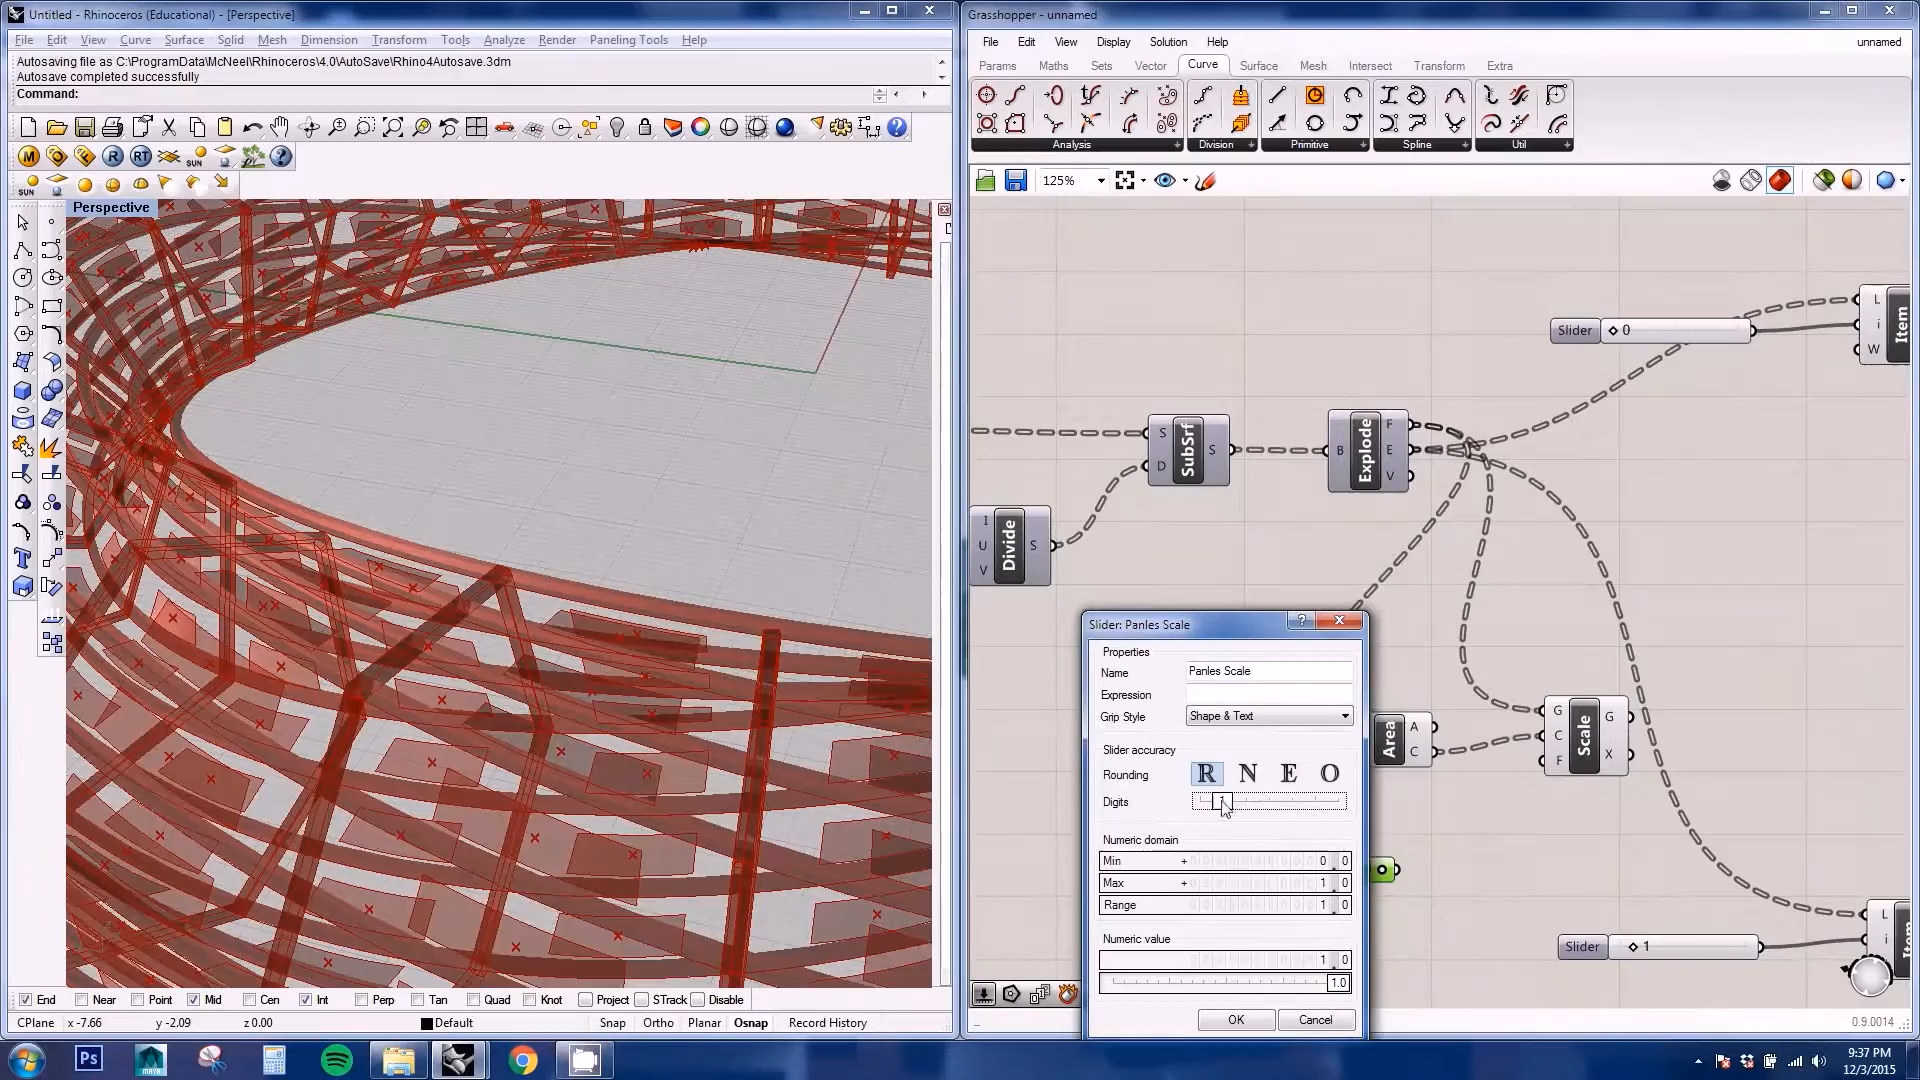 Untitled - Rhinoceros (Educational) - [Perspective]
File Edit View Curve Surface Solid Mesh Dimension Transform Tools Analyze Render Paneling Tools Help
Autosaving file as C:\ProgramData\McNeel\Rhinoceros\4.0\AutoSave\Rhino4Autosave.3dm
Autosave completed successfully
Command:
M R RT SUN
SUN
Perspective
End Near Point Mid Cen Int Perp Tan Quad Knot Project STrack Disable
CPlane x -7.66 y -2.09 z 0.00 Default Snap Ortho Planar Osnap Record History
Grasshopper - unnamed
File Edit View Display Solution Help unnamed
Params Maths Sets Vector Curve Surface Mesh Intersect Transform Extra
Analysis Division Primitive Spline Util
125%
Slider 0
L
i
W
Item
S
D
SubSrf
S
B
Explode
F
E
V
I
U
V
Divide
S
Area
A
C
G
C
F
Scale
G
X
Slider 1
L
i
Slider: Panles Scale
Properties
Name Panles Scale
Expression
Grip Style Shape & Text
Slider accuracy
Rounding R N E O
Digits
Numeric domain
Min + 0.0
Max + 1.0
Range 1.0
Numeric value
1.0
1.0
OK Cancel
0.9.0014
Ps MAYA
9:37 PM
12/3/2015